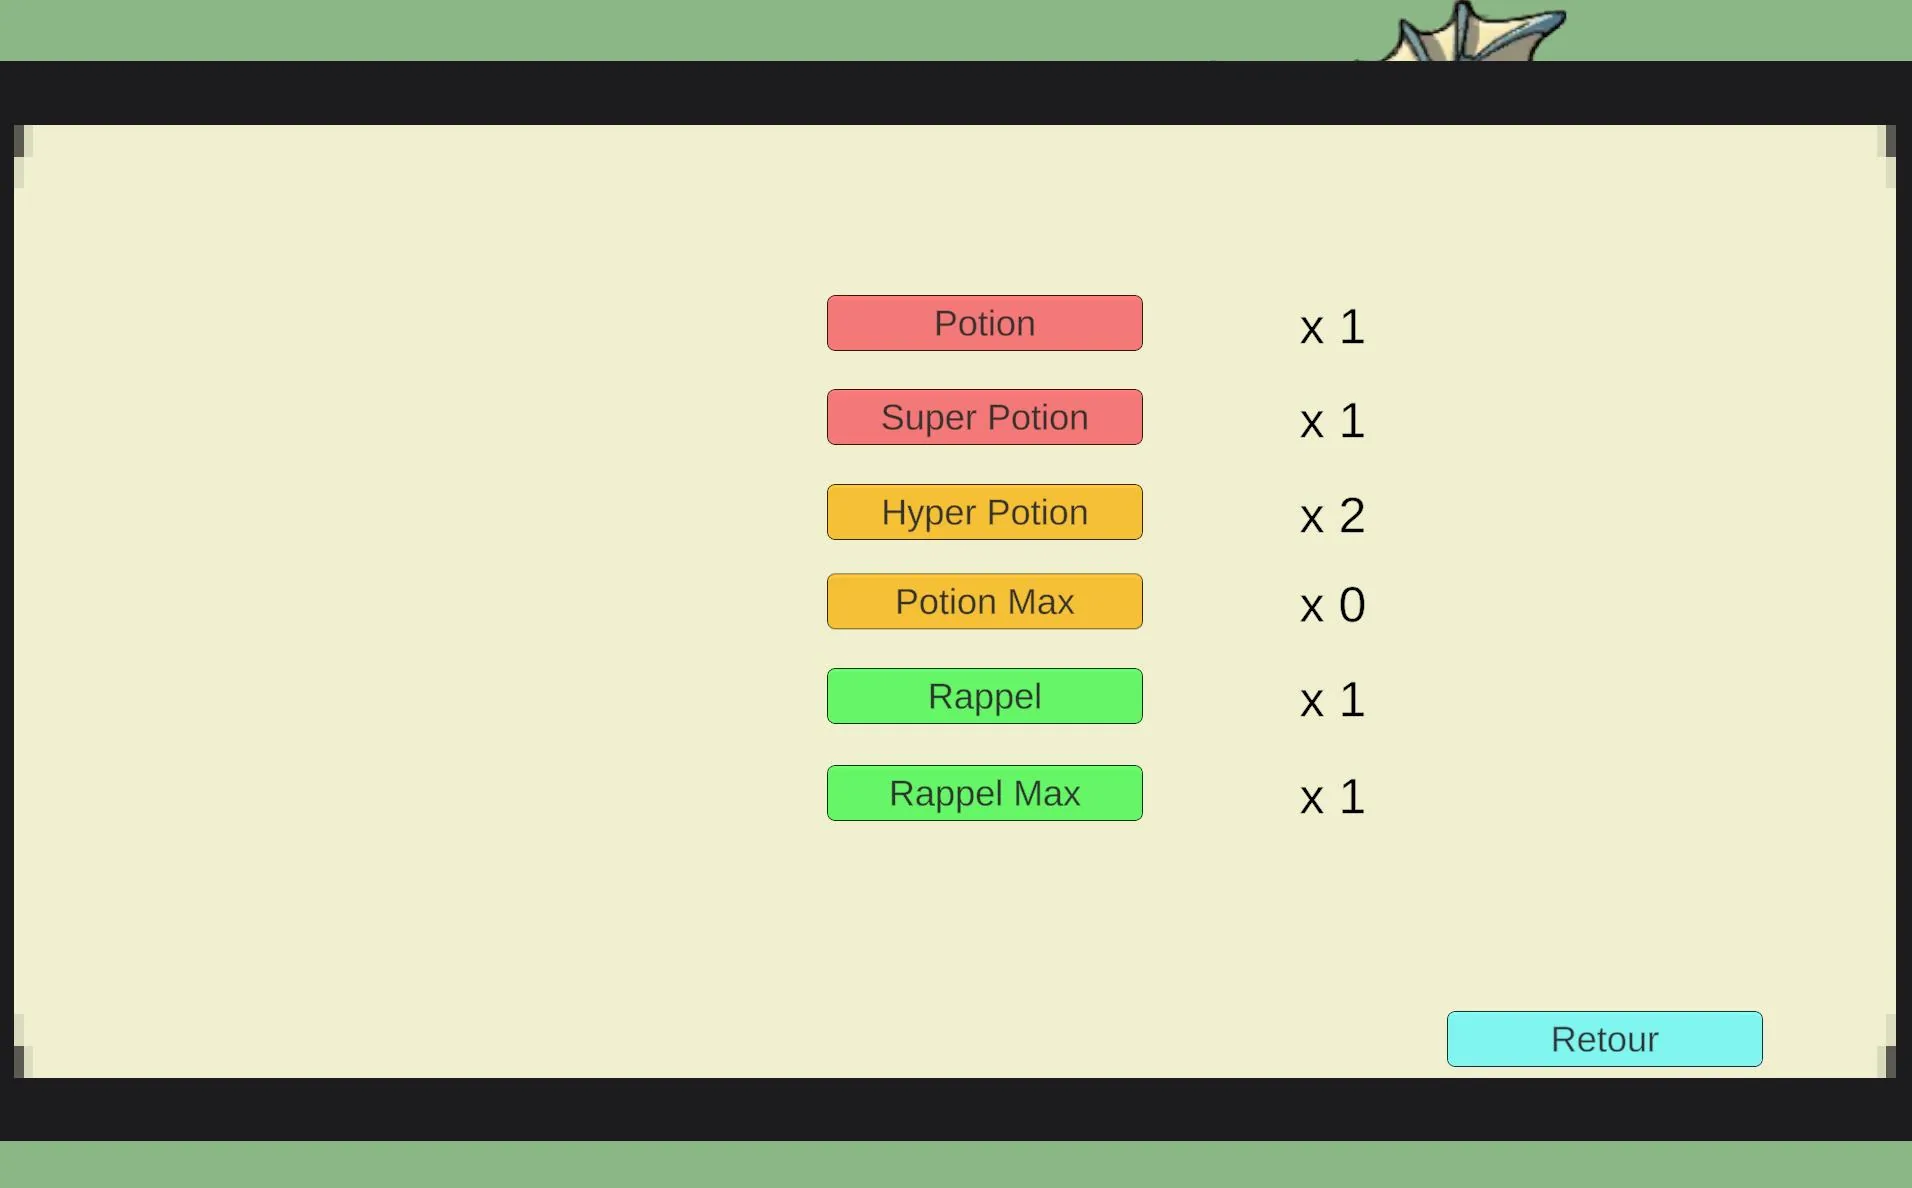 Potion x 1
Super Potion x 1
Hyper Potion x 2
Potion Max x 0
Rappel x 1
Rappel Max x 1
Retour